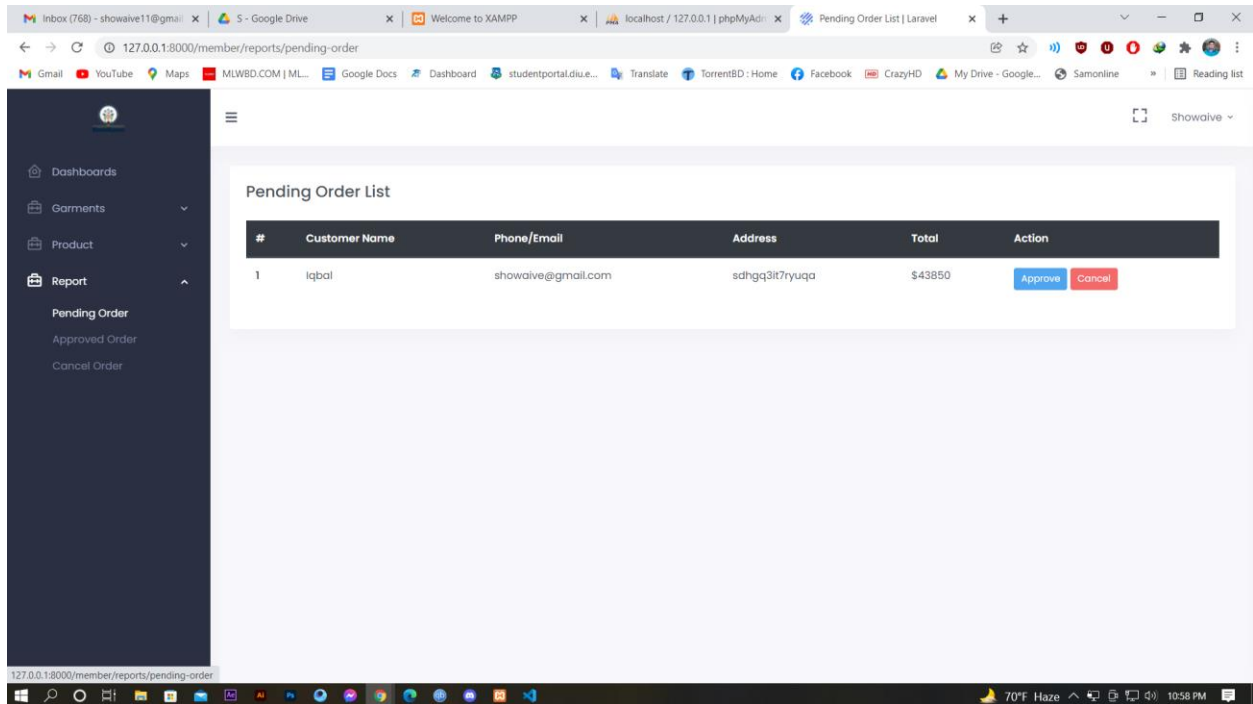 Inbox (768) - showaive11@gmail
S - Google Drive
Welcome to XAMPP
localhost / 127.0.0.1 | phpMyAdm
Pending Order List | Laravel
127.0.0.1:8000/member/reports/pending-order
Gmail YouTube Maps MLWBD.COM | ML... Google Docs Dashboard studentportal.diu.e... Translate TorrentBD : Home Facebook CrazyHD My Drive - Google... Samonline » Reading list
Showaive
Dashboards
Garments
Product
Report
Pending Order
Approved Order
Cancel Order
Pending Order List
# Customer Name Phone/Email Address Total Action
1 Iqbal showaive@gmail.com sdhgq3it7ryuqa $43850 Approve Cancel
127.0.0.1:8000/member/reports/pending-order
70°F Haze 10:58 PM